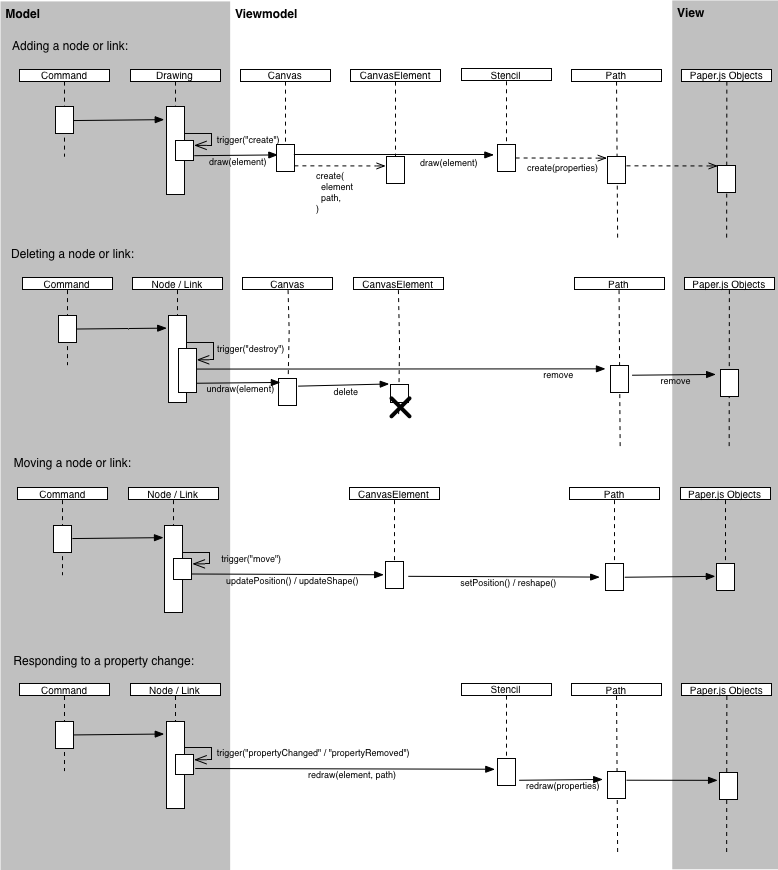 Model
Viewmodel
View
Adding a node or link:
Command
Drawing
Canvas
CanvasElement
Stencil
Path
Paper.js Objects
trigger("create")
draw(element)
draw(element)
create(
element
path,
)
create(properties)
Deleting a node or link:
Command
Node / Link
Canvas
CanvasElement
Path
Paper.js Objects
trigger("destroy")
remove
remove
undraw(element)
delete
Moving a node or link:
Command
Node / Link
CanvasElement
Path
Paper.js Objects
trigger("move")
updatePosition() / updateShape()
setPosition() / reshape()
Responding to a property change:
Command
Node / Link
Stencil
Path
Paper.js Objects
trigger("propertyChanged" / "propertyRemoved")
redraw(element, path)
redraw(properties)